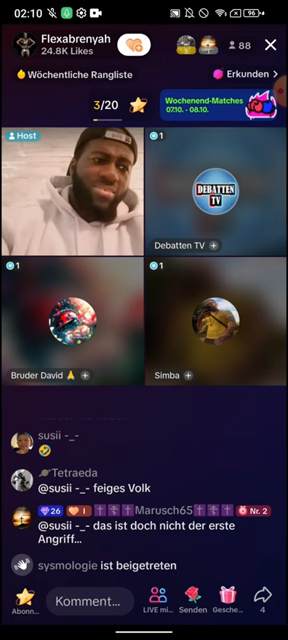 02:10
96
Flexabrenyah
24.8K Likes
88
Wöchentliche Rangliste
Erkunden >
3/20
Wochenend-Matches
07.10. - 08.10.
Host
1
DEBATTEN
TV
Debatten TV
1
Bruder David
1
Simba
susii -_-
Tetraeda
@susii -_- feiges Volk
26
I
Marusch65
Nr. 2
@susii -_- das ist doch nicht der erste
Angriff...
sysmologie ist beigetreten
Abonn...
Komment...
LIVE mi...
Senden
Gesche...
4